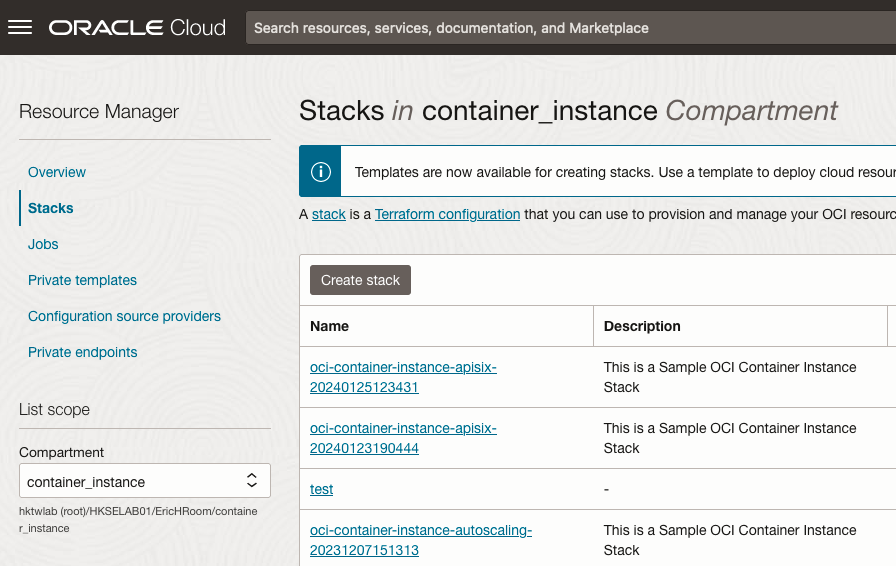 ORACLE Cloud
Search resources, services, documentation, and Marketplace
Resource Manager
Overview
Stacks
Jobs
Private templates
Configuration source providers
Private endpoints
List scope
Compartment
container_instance
hktwlab (root)/HKSELAB01/EricHRoom/containe
r_instance
Stacks in container_instance Compartment
Templates are now available for creating stacks. Use a template to deploy cloud resour
A stack is a Terraform configuration that you can use to provision and manage your OCI resourc
Create stack
Name Description
oci-container-instance-apisix- This is a Sample OCI Container Instance
20240125123431 Stack
oci-container-instance-apisix- This is a Sample OCI Container Instance
20240123190444 Stack
test -
oci-container-instance-autoscaling- This is a Sample OCI Container Instance
20231207151313 Stack